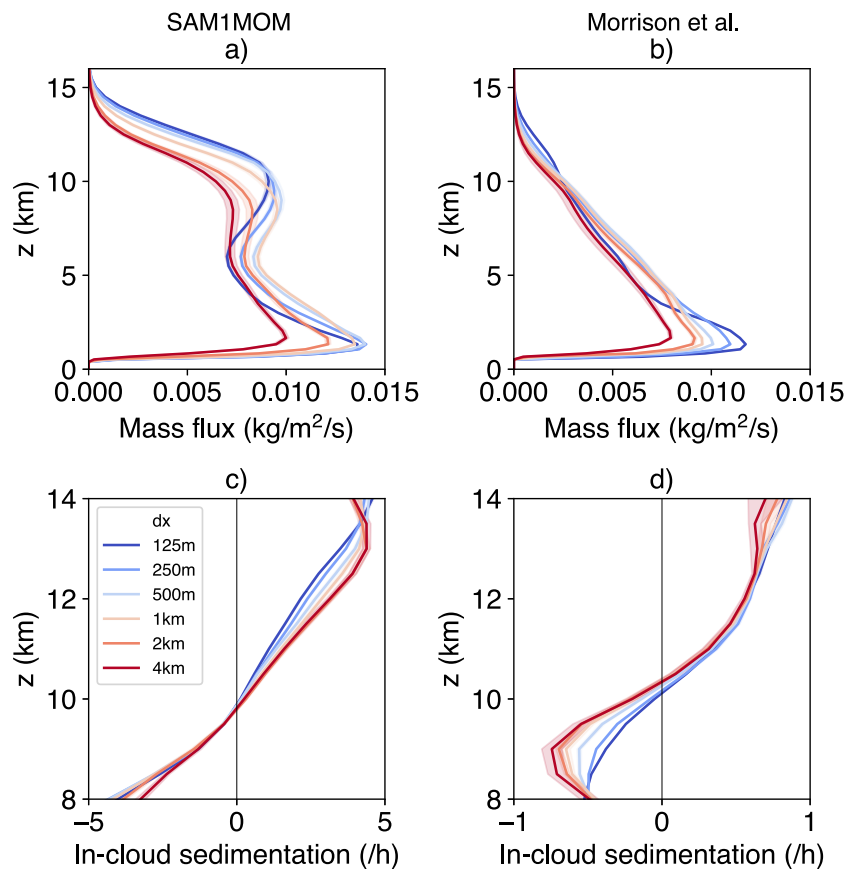 SAM1MOM
Morrison et al.
a)
b)
15
10
5
0
z (km)
0.000 0.005 0.010 0.015
Mass flux (kg/m²/s)
15
10
5
0
z (km)
0.000 0.005 0.010 0.015
Mass flux (kg/m²/s)
c)
d)
14
12
10
8
z (km)
dx
125m
250m
500m
1km
2km
4km
−5 0 5
In-cloud sedimentation (/h)
14
12
10
8
z (km)
−1 0 1
In-cloud sedimentation (/h)